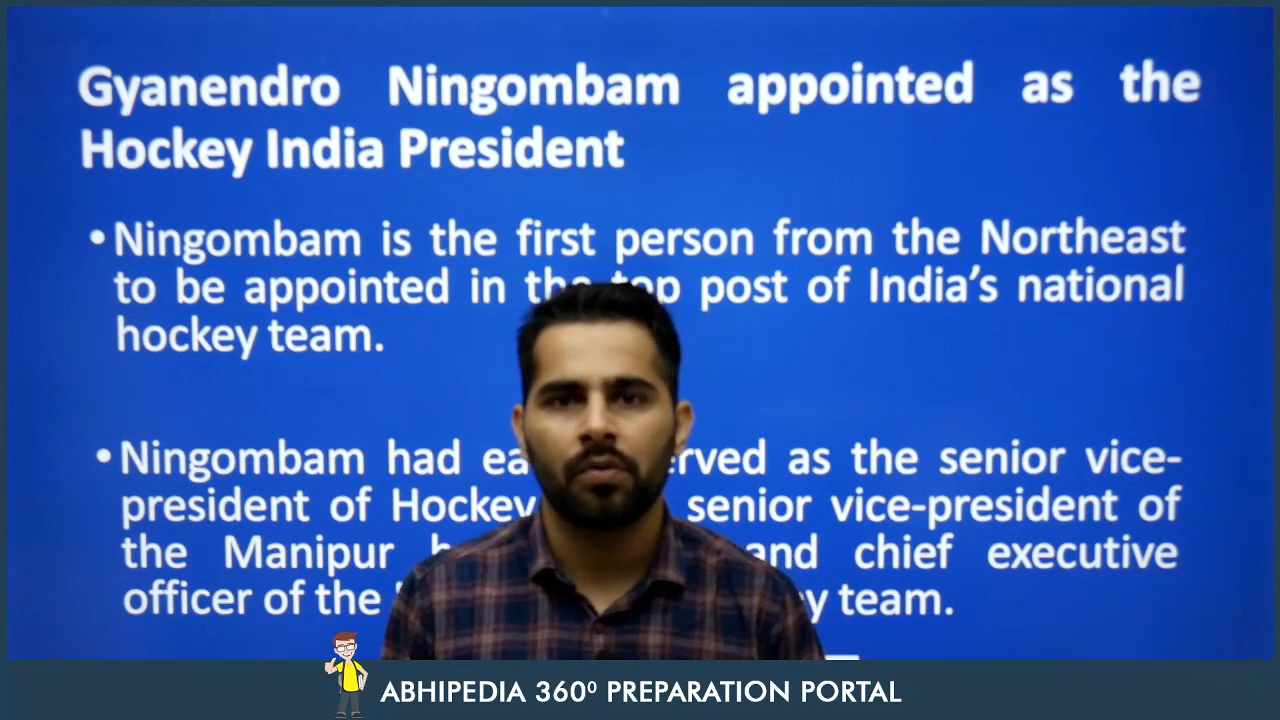 Gyanendro Ningombam appointed as the
Hockey India President
• Ningombam is the first person from the Northeast
to be appointed in the top post of India’s national
hockey team.
• Ningombam had as the senior vice-
president of Hockey senior vice-president of
the Manipur and chief executive
officer of the team.
ABHIPEDIA 360⁰ PREPARATION PORTAL